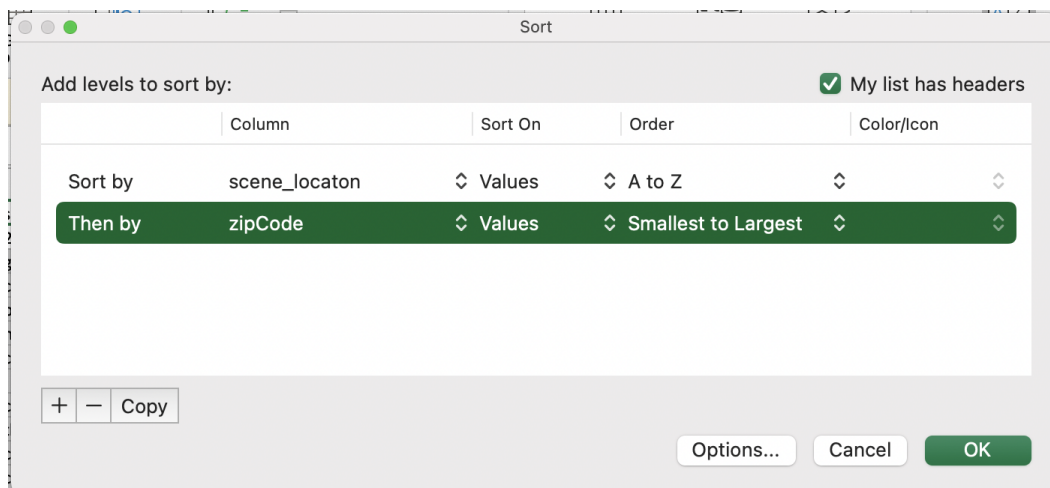 Sort
Add levels to sort by: My list has headers
Column Sort On Order Color/Icon
Sort by scene_locaton Values A to Z
Then by zipCode Values Smallest to Largest
+ − Copy
Options... Cancel OK